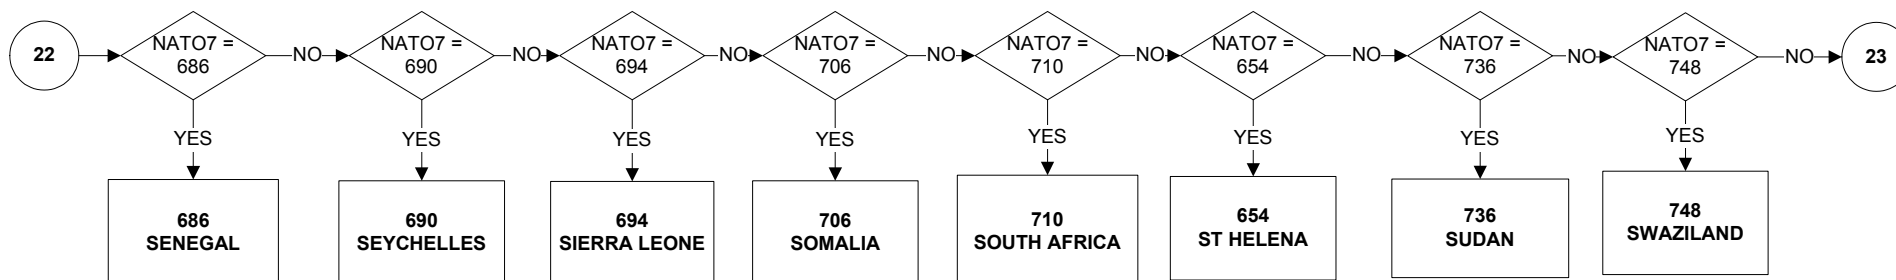 22
NATO7 =
686
NO
NATO7 =
690
NO
NATO7 =
694
NO
NATO7 =
706
NO
NATO7 =
710
NO
NATO7 =
654
NO
NATO7 =
736
NO
NATO7 =
748
NO
23
YES
YES
YES
YES
YES
YES
YES
YES
686
SENEGAL
690
SEYCHELLES
694
SIERRA LEONE
706
SOMALIA
710
SOUTH AFRICA
654
ST HELENA
736
SUDAN
748
SWAZILAND